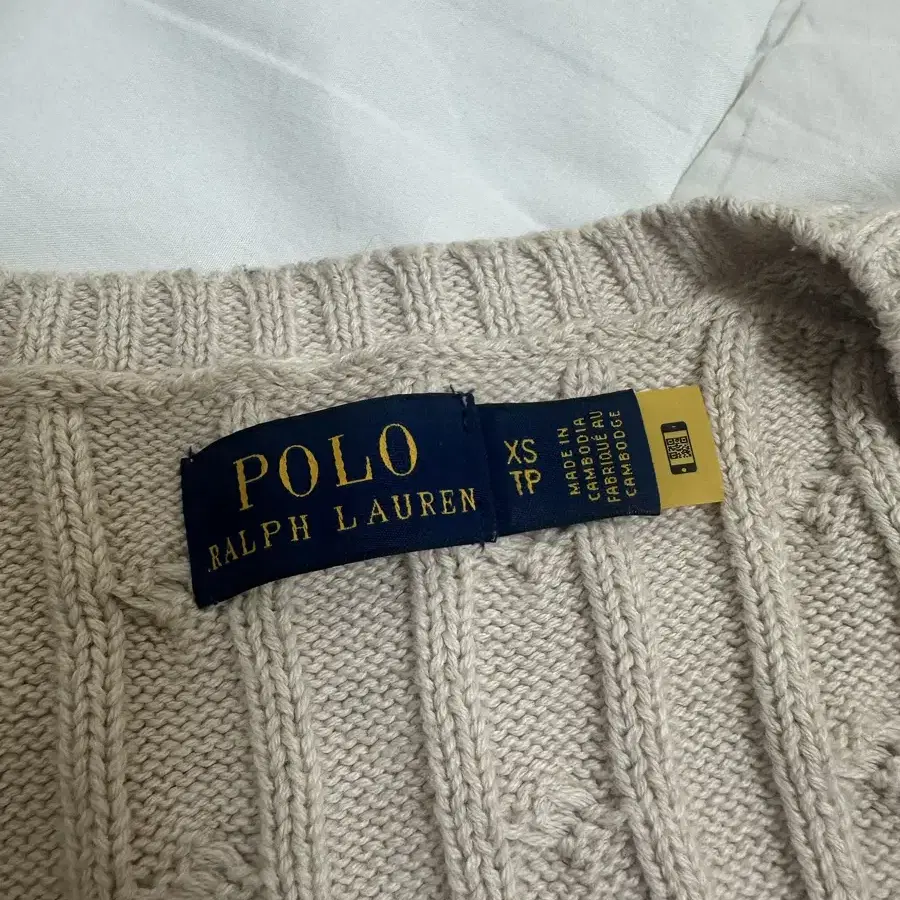 POLO
RALPH LAUREN
XS
TP
MADE IN
CAMBODIA
FABRIQUÉ AU
CAMBODGE